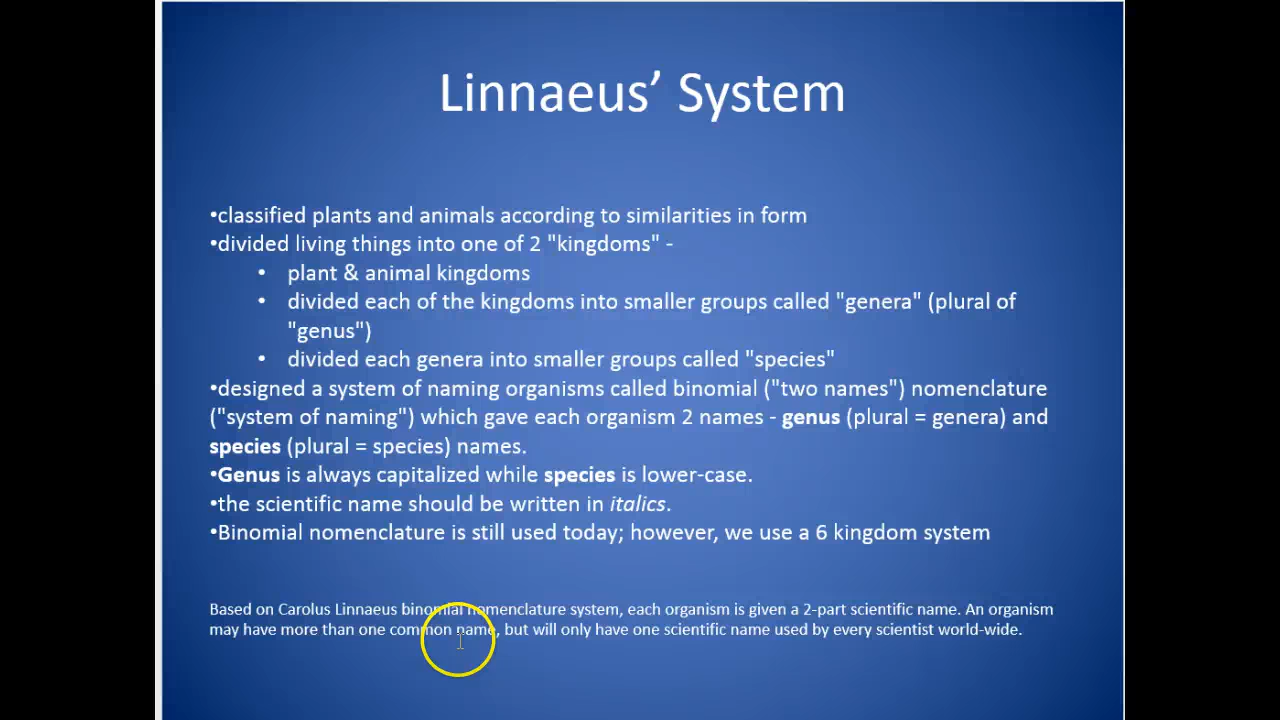 Linnaeus’ System
•classified plants and animals according to similarities in form
•divided living things into one of 2 "kingdoms" -
• plant & animal kingdoms
• divided each of the kingdoms into smaller groups called "genera" (plural of
"genus")
• divided each genera into smaller groups called "species"
•designed a system of naming organisms called binomial ("two names") nomenclature
("system of naming") which gave each organism 2 names - genus (plural = genera) and
species (plural = species) names.
•Genus is always capitalized while species is lower-case.
•the scientific name should be written in italics.
•Binomial nomenclature is still used today; however, we use a 6 kingdom system
Based on Carolus Linnaeus binomial nomenclature system, each organism is given a 2-part scientific name. An organism
may have more than one common name, but will only have one scientific name used by every scientist world-wide.